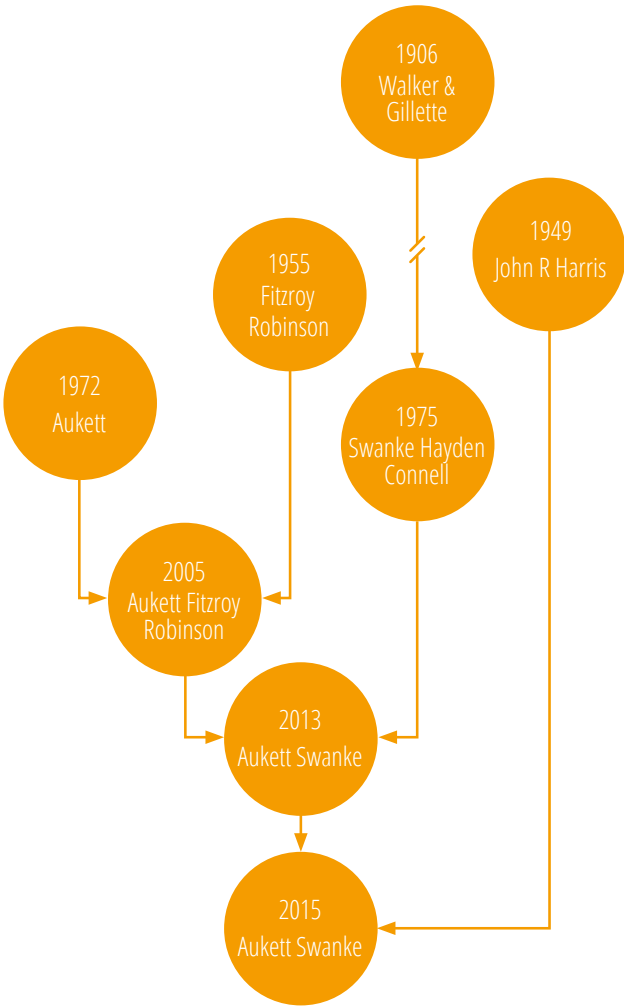 1906
Walker &
Gillette
1949
John R Harris
1955
Fitzroy
Robinson
1972
Aukett
1975
Swanke Hayden
Connell
2005
Aukett Fitzroy
Robinson
2013
Aukett Swanke
2015
Aukett Swanke